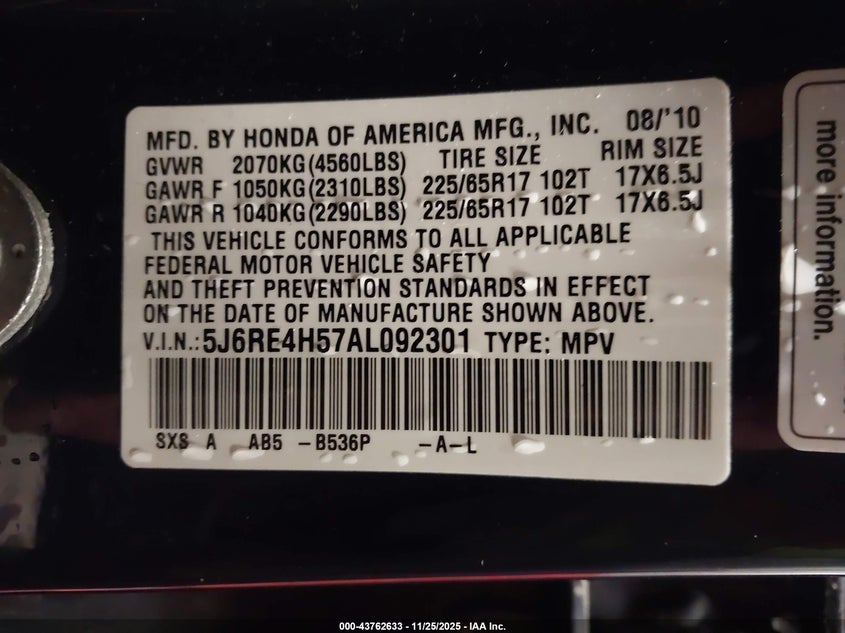 MFD. BY HONDA OF AMERICA MFG., INC. 08/'10
GVWR 2070KG(4560LBS) TIRE SIZE RIM SIZE
GAWR F 1050KG(2310LBS) 225/65R17 102T 17X6.5J
GAWR R 1040KG(2290LBS) 225/65R17 102T 17X6.5J
THIS VEHICLE CONFORMS TO ALL APPLICABLE
FEDERAL MOTOR VEHICLE SAFETY
AND THEFT PREVENTION STANDARDS IN EFFECT
ON THE DATE OF MANUFACTURE SHOWN ABOVE.
V.I.N.:5J6RE4H57AL092301 TYPE: MPV
SXS A AB5 -B536P -A-L
more information.
000-43762633 - 11/25/2025 - IAA Inc.